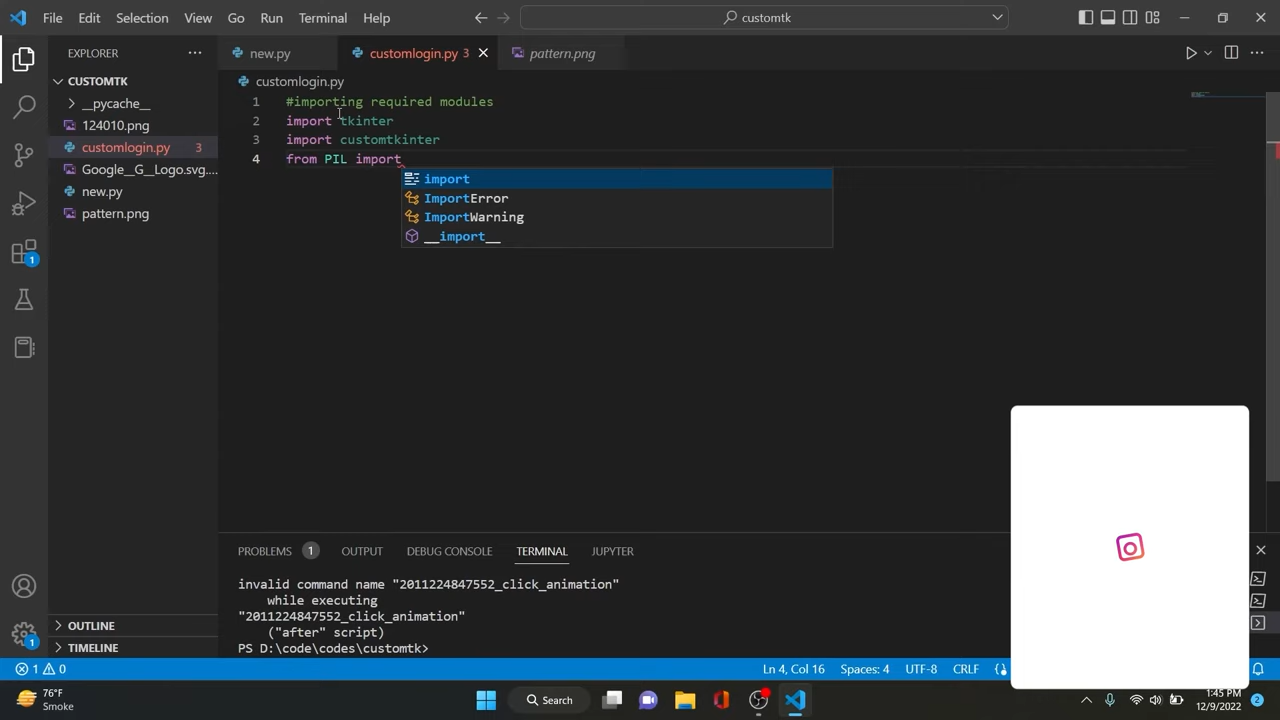 File Edit Selection View Go Run Terminal Help
customtk
EXPLORER
CUSTOMTK
__pycache__
124010.png
customlogin.py 3
Google__G__Logo.svg....
new.py
pattern.png
OUTLINE
TIMELINE
new.py
customlogin.py 3
pattern.png
customlogin.py
1 #importing required modules
2 import tkinter
3 import customtkinter
4 from PIL import
import
ImportError
ImportWarning
__import__
PROBLEMS 1 OUTPUT DEBUG CONSOLE TERMINAL JUPYTER
invalid command name "2011224847552_click_animation"
while executing
"2011224847552_click_animation"
("after" script)
PS D:\code\codes\customtk>
1
1
1 0
Ln 4, Col 16 Spaces: 4 UTF-8 CRLF {}
76°F
Smoke
Search
1:45 PM
12/9/2022
2